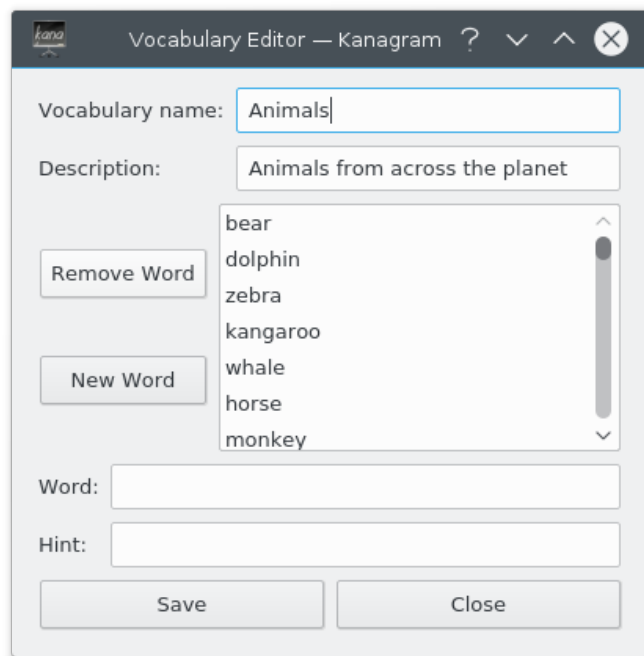 kana
Vocabulary Editor — Kanagram
Vocabulary name: Animals
Description: Animals from across the planet
bear
dolphin
Remove Word
zebra
kangaroo
whale
New Word
horse
monkey
Word:
Hint:
Save Close